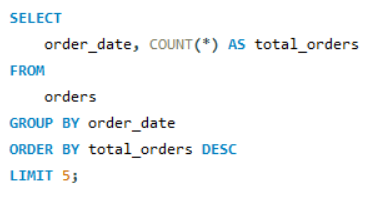 SELECT
    order_date, COUNT(*) AS total_orders
FROM
    orders
GROUP BY order_date
ORDER BY total_orders DESC
LIMIT 5;